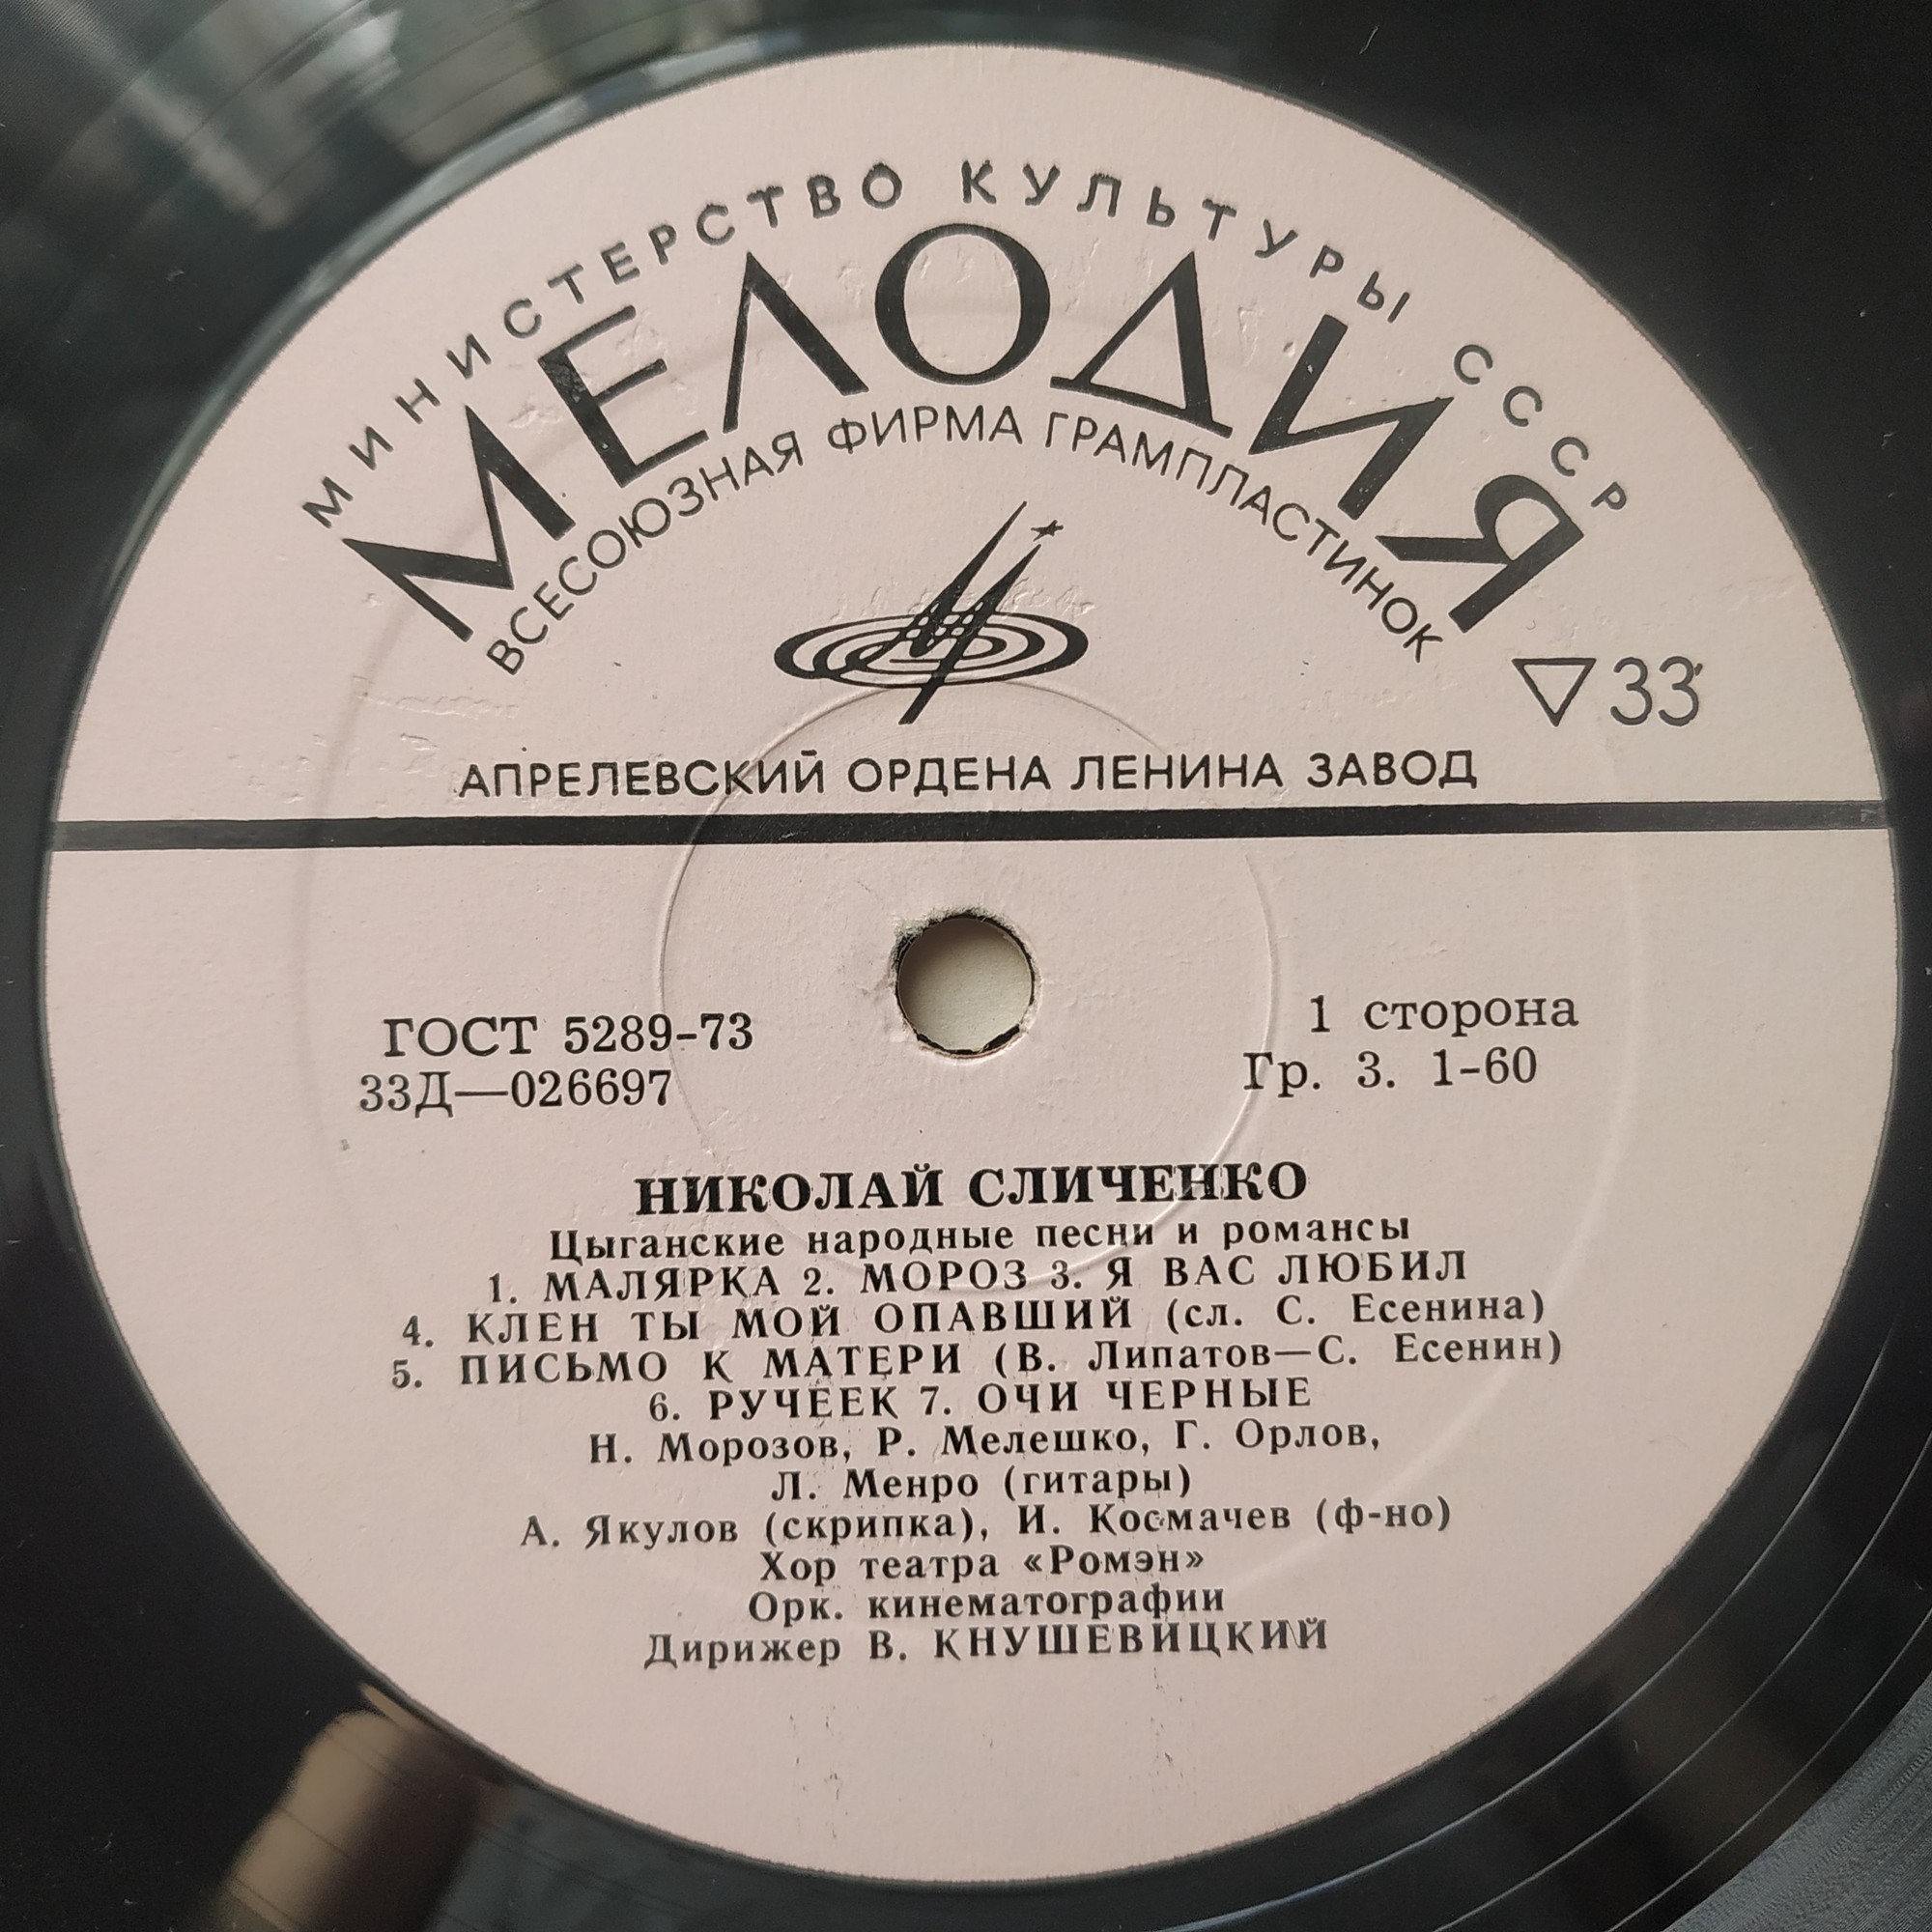 МИНИСТЕРСТВО КУЛЬТУРЫ СССР
МЕЛОДИЯ
ВСЕСОЮЗНАЯ ФИРМА ГРАМПЛАСТИНОК
33
АПРЕЛЕВСКИЙ ОРДЕНА ЛЕНИНА ЗАВОД
ГОСТ 5289-73
33Д—026697
1 сторона
Гр. 3. 1-60
НИКОЛАЙ СЛИЧЕНКО
Цыганские народные песни и романсы
1. МАЛЯРКА 2. МОРОЗ 3. Я ВАС ЛЮБИЛ
4. КЛЕН ТЫ МОЙ ОПАВШИЙ (сл. С. Есенина)
5. ПИСЬМО К МАТЕРИ (В. Липатов—С. Есенин)
6. РУЧЕЕК 7. ОЧИ ЧЕРНЫЕ
Н. Морозов, Р. Мелешко, Г. Орлов,
Л. Менро (гитары)
А. Якулов (скрипка), И. Космачев (ф-но)
Хор театра «Ромэн»
Орк. кинематографии
Дирижер В. КНУШЕВИЦКИЙ